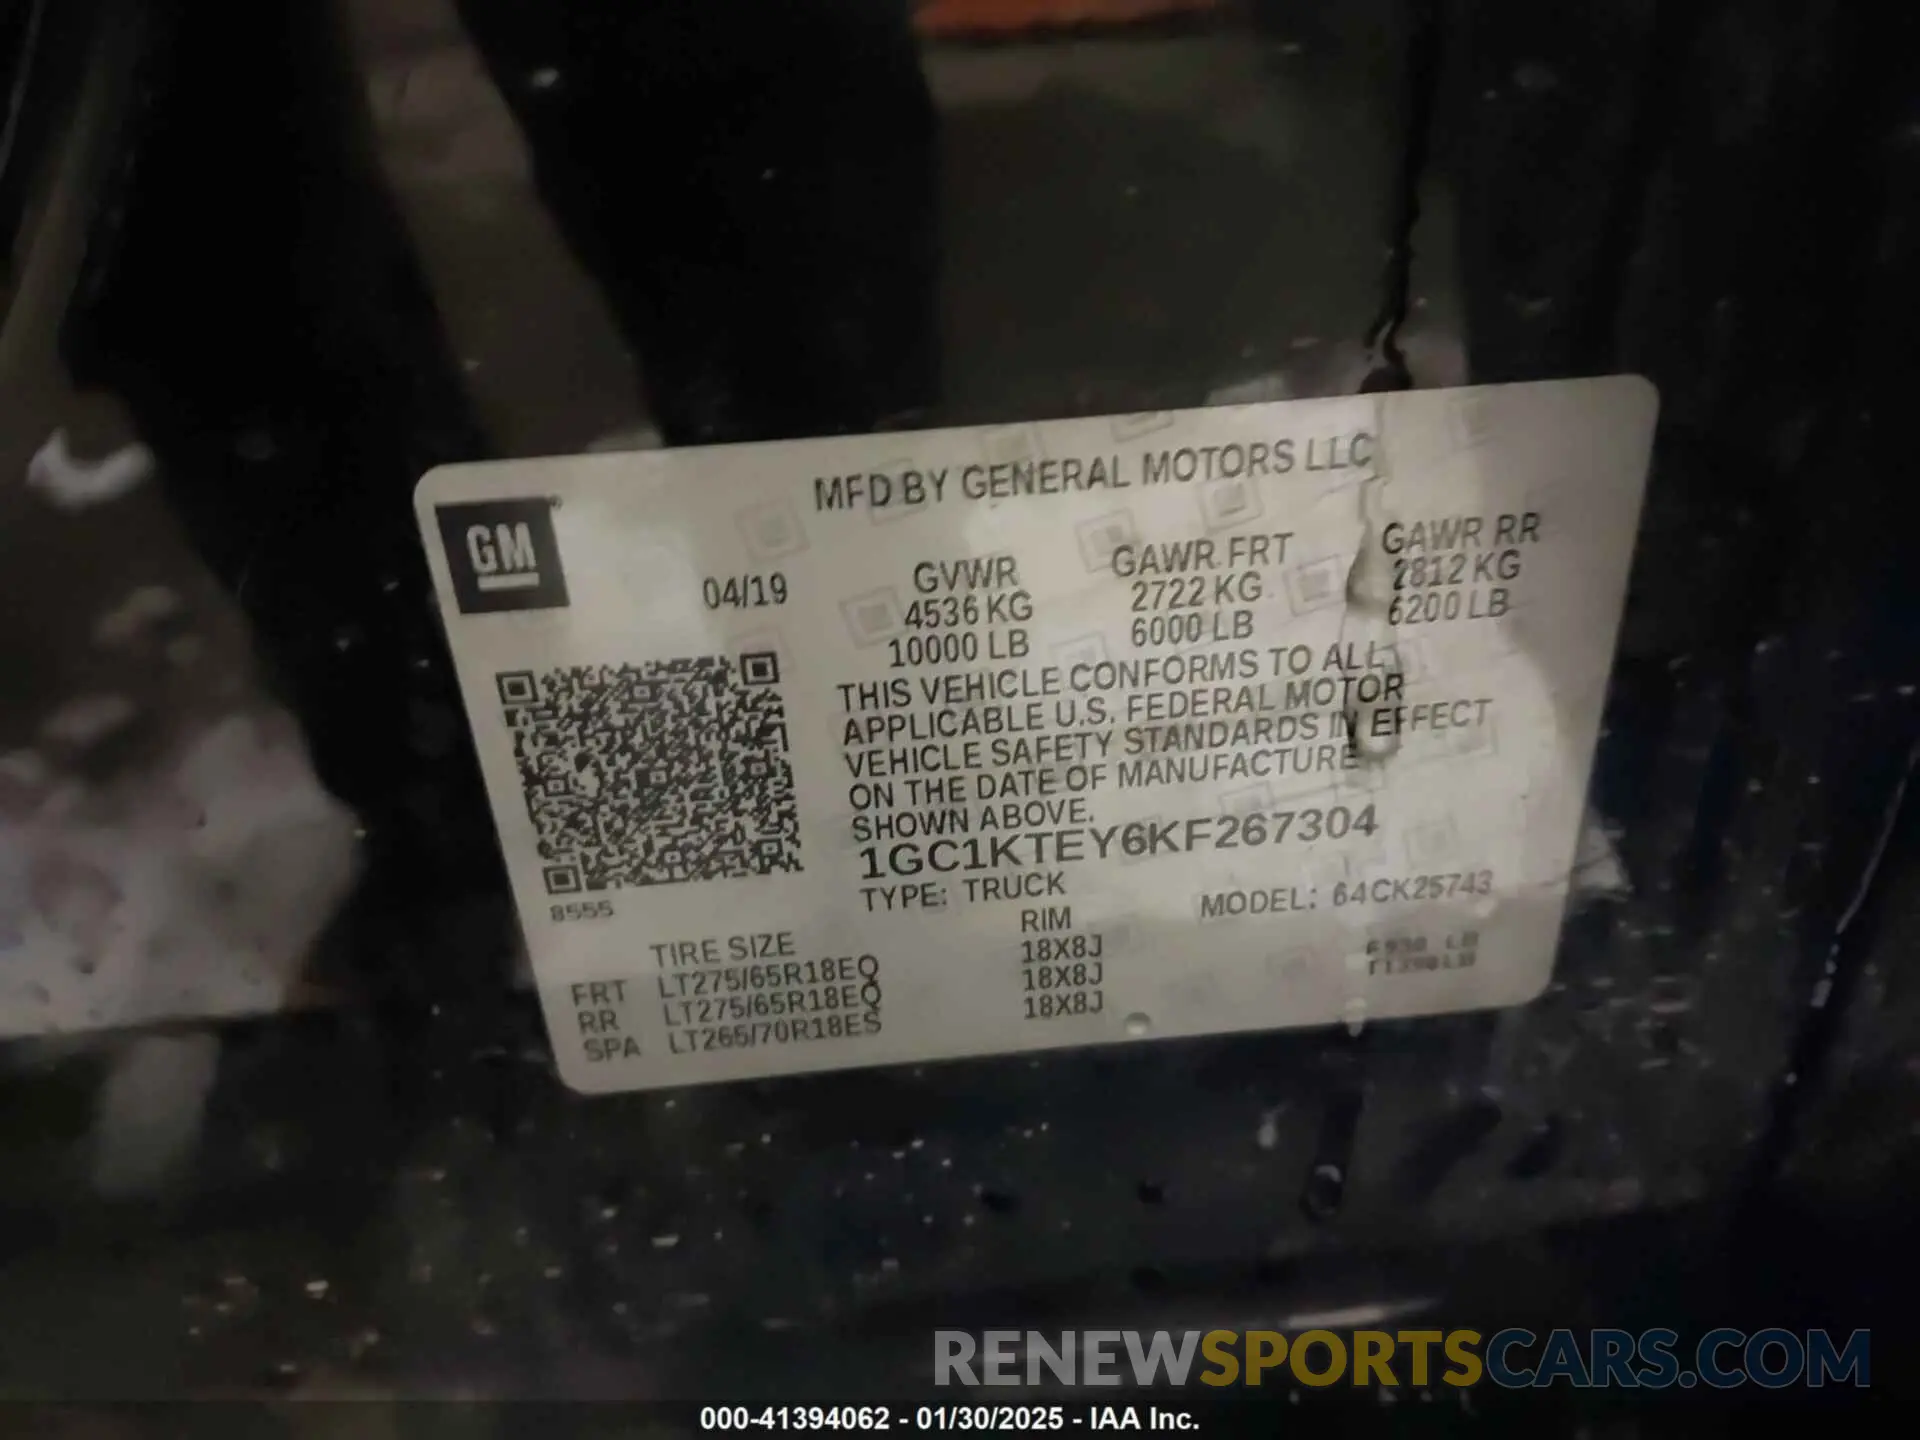 MFD BY GENERAL MOTORS LLC
GM
04/19
GVWR GAWR FRT GAWR RR
4536 KG 2722 KG 2812 KG
10000 LB 6000 LB 6200 LB
THIS VEHICLE CONFORMS TO ALL
APPLICABLE U.S. FEDERAL MOTOR
VEHICLE SAFETY STANDARDS IN EFFECT
ON THE DATE OF MANUFACTURE
SHOWN ABOVE.
1GC1KTEY6KF267304
TYPE: TRUCK MODEL: 64CK25743
8555
TIRE SIZE RIM
FRT LT275/65R18EQ 18X8J
RR LT275/65R18EQ 18X8J
SPA LT265/70R18ES 18X8J
RENEWSPORTSCARS.COM
000-41394062 - 01/30/2025 - IAA Inc.